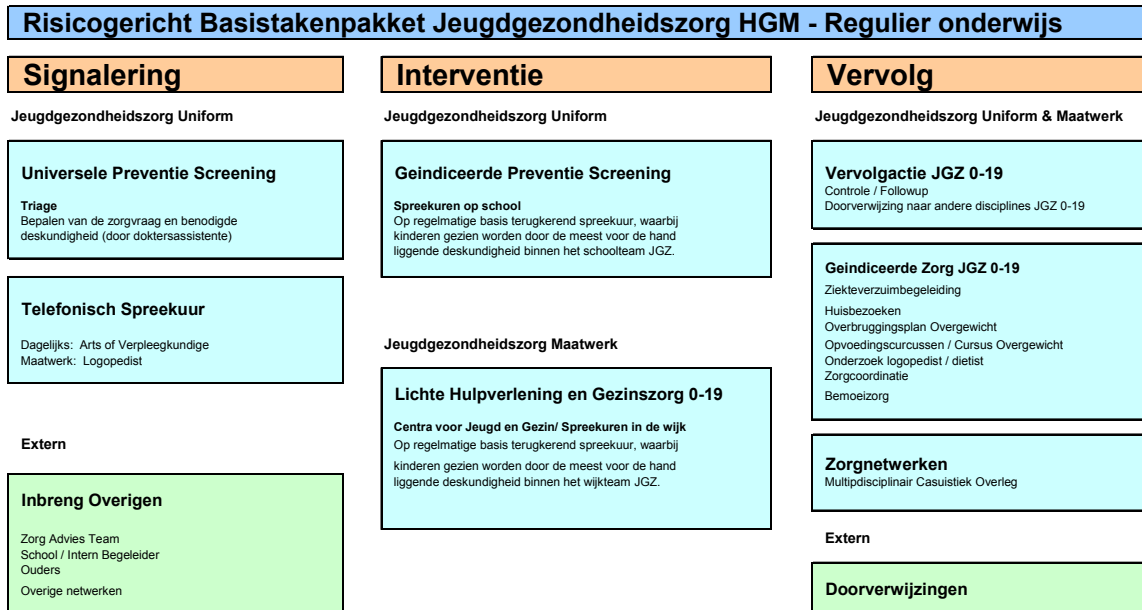 Risicogericht Basistakenpakket Jeugdgezondheidszorg HGM - Regulier onderwijs
Signalering
Jeugdgezondheidszorg Uniform
Universele Preventie Screening
Triage
Bepalen van de zorgvraag en benodigde
deskundigheid (door doktersassistente)
Telefonisch Spreekuur
Dagelijks: Arts of Verpleegkundige
Maatwerk: Logopedist
Extern
Inbreng Overigen
Zorg Advies Team
School / Intern Begeleider
Ouders
Overige netwerken
Interventie
Jeugdgezondheidszorg Uniform
Geindiceerde Preventie Screening
Spreekuren op school
Op regelmatige basis terugkerend spreekuur, waarbij
kinderen gezien worden door de meest voor de hand
liggende deskundigheid binnen het schoolteam JGZ.
Jeugdgezondheidszorg Maatwerk
Lichte Hulpverlening en Gezinszorg 0-19
Centra voor Jeugd en Gezin/ Spreekuren in de wijk
Op regelmatige basis terugkerend spreekuur, waarbij
kinderen gezien worden door de meest voor de hand
liggende deskundigheid binnen het wijkteam JGZ.
Vervolg
Jeugdgezondheidszorg Uniform & Maatwerk
Vervolgactie JGZ 0-19
Controle / Followup
Doorverwijzing naar andere disciplines JGZ 0-19
Geindiceerde Zorg JGZ 0-19
Ziekteverzuimbegeleiding
Huisbezoeken
Overbruggingsplan Overgewicht
Opvoedingscurcussen / Cursus Overgewicht
Onderzoek logopedist / dietist
Zorgcoordinatie
Bemoeizorg
Zorgnetwerken
Multipdisciplinair Casuistiek Overleg
Extern
Doorverwijzingen